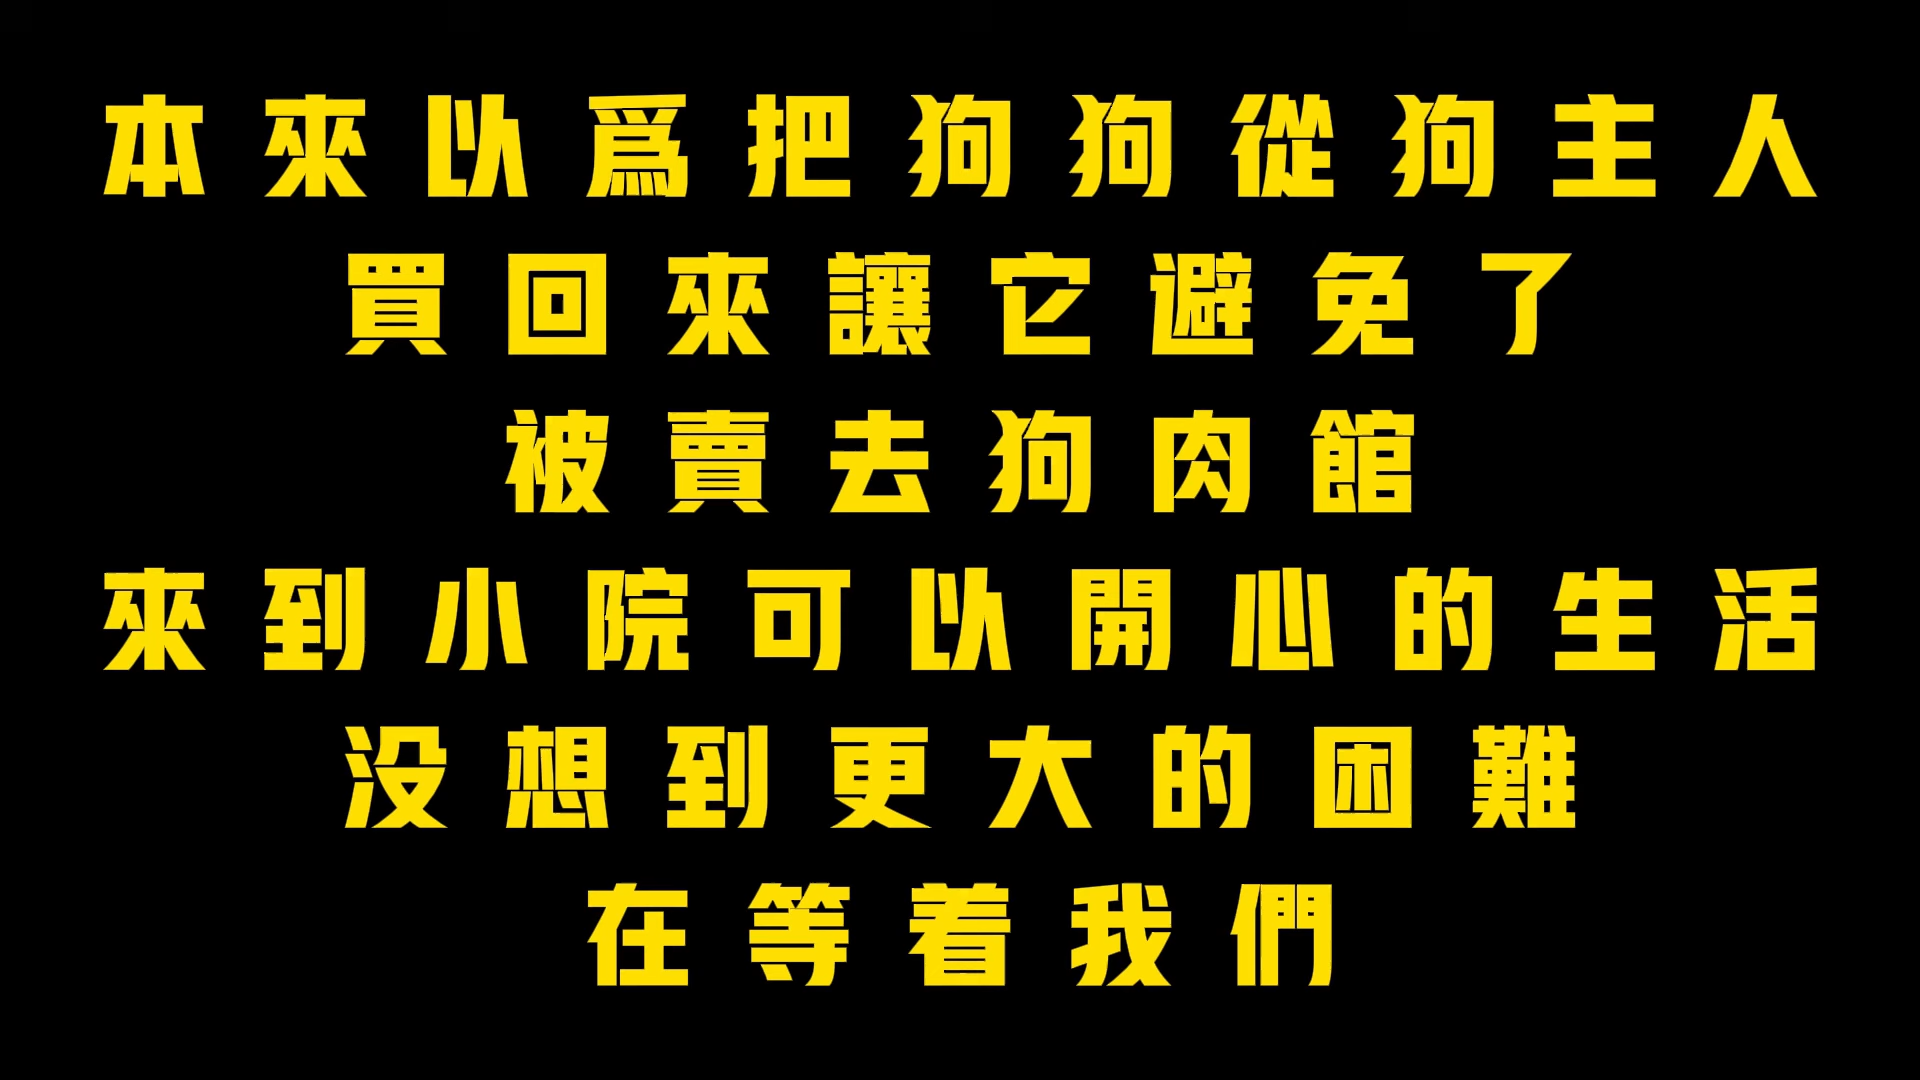 本來以爲把狗狗從狗主人
買回來讓它避免了
被賣去狗肉館
來到小院可以開心的生活
没想到更大的困難
在等着我們